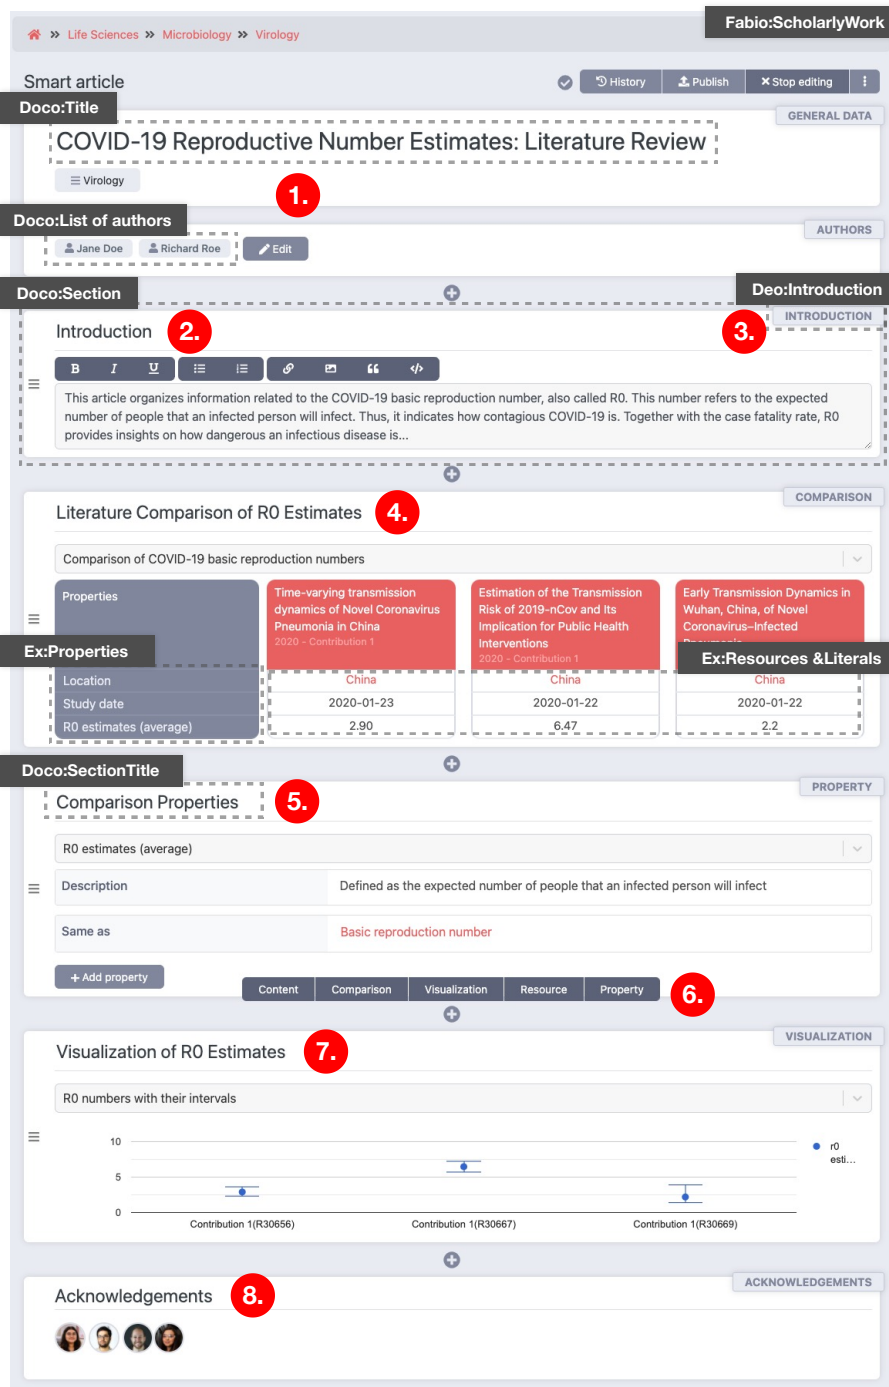 Fabio:ScholarlyWork
Life Sciences » Microbiology » Virology
Smart article
History
Publish
Stop editing
Doco:Title
GENERAL DATA
COVID-19 Reproductive Number Estimates: Literature Review
Virology
1.
Doco:List of authors
AUTHORS
Jane Doe
Richard Roe
Edit
Doco:Section
Deo:Introduction
INTRODUCTION
Introduction
2.
3.
B I U
This article organizes information related to the COVID-19 basic reproduction number, also called R0. This number refers to the expected
number of people that an infected person will infect. Thus, it indicates how contagious COVID-19 is. Together with the case fatality rate, R0
provides insights on how dangerous an infectious disease is...
COMPARISON
Literature Comparison of R0 Estimates
4.
Comparison of COVID-19 basic reproduction numbers
Properties
Time-varying transmission
dynamics of Novel Coronavirus
Pneumonia in China
2020 - Contribution 1
Estimation of the Transmission
Risk of 2019-nCov and Its
Implication for Public Health
Interventions
2020 - Contribution 1
Early Transmission Dynamics in
Wuhan, China, of Novel
Coronavirus–Infected
Ex:Properties
Ex:Resources &Literals
Location China China China
Study date 2020-01-23 2020-01-22 2020-01-22
R0 estimates (average) 2.90 6.47 2.2
Doco:SectionTitle
PROPERTY
Comparison Properties
5.
R0 estimates (average)
Description Defined as the expected number of people that an infected person will infect
Same as Basic reproduction number
+ Add property
Content Comparison Visualization Resource Property
6.
VISUALIZATION
Visualization of R0 Estimates
7.
R0 numbers with their intervals
10
5
0
r0
esti...
Contribution 1(R30656) Contribution 1(R30667) Contribution 1(R30669)
ACKNOWLEDGEMENTS
Acknowledgements
8.